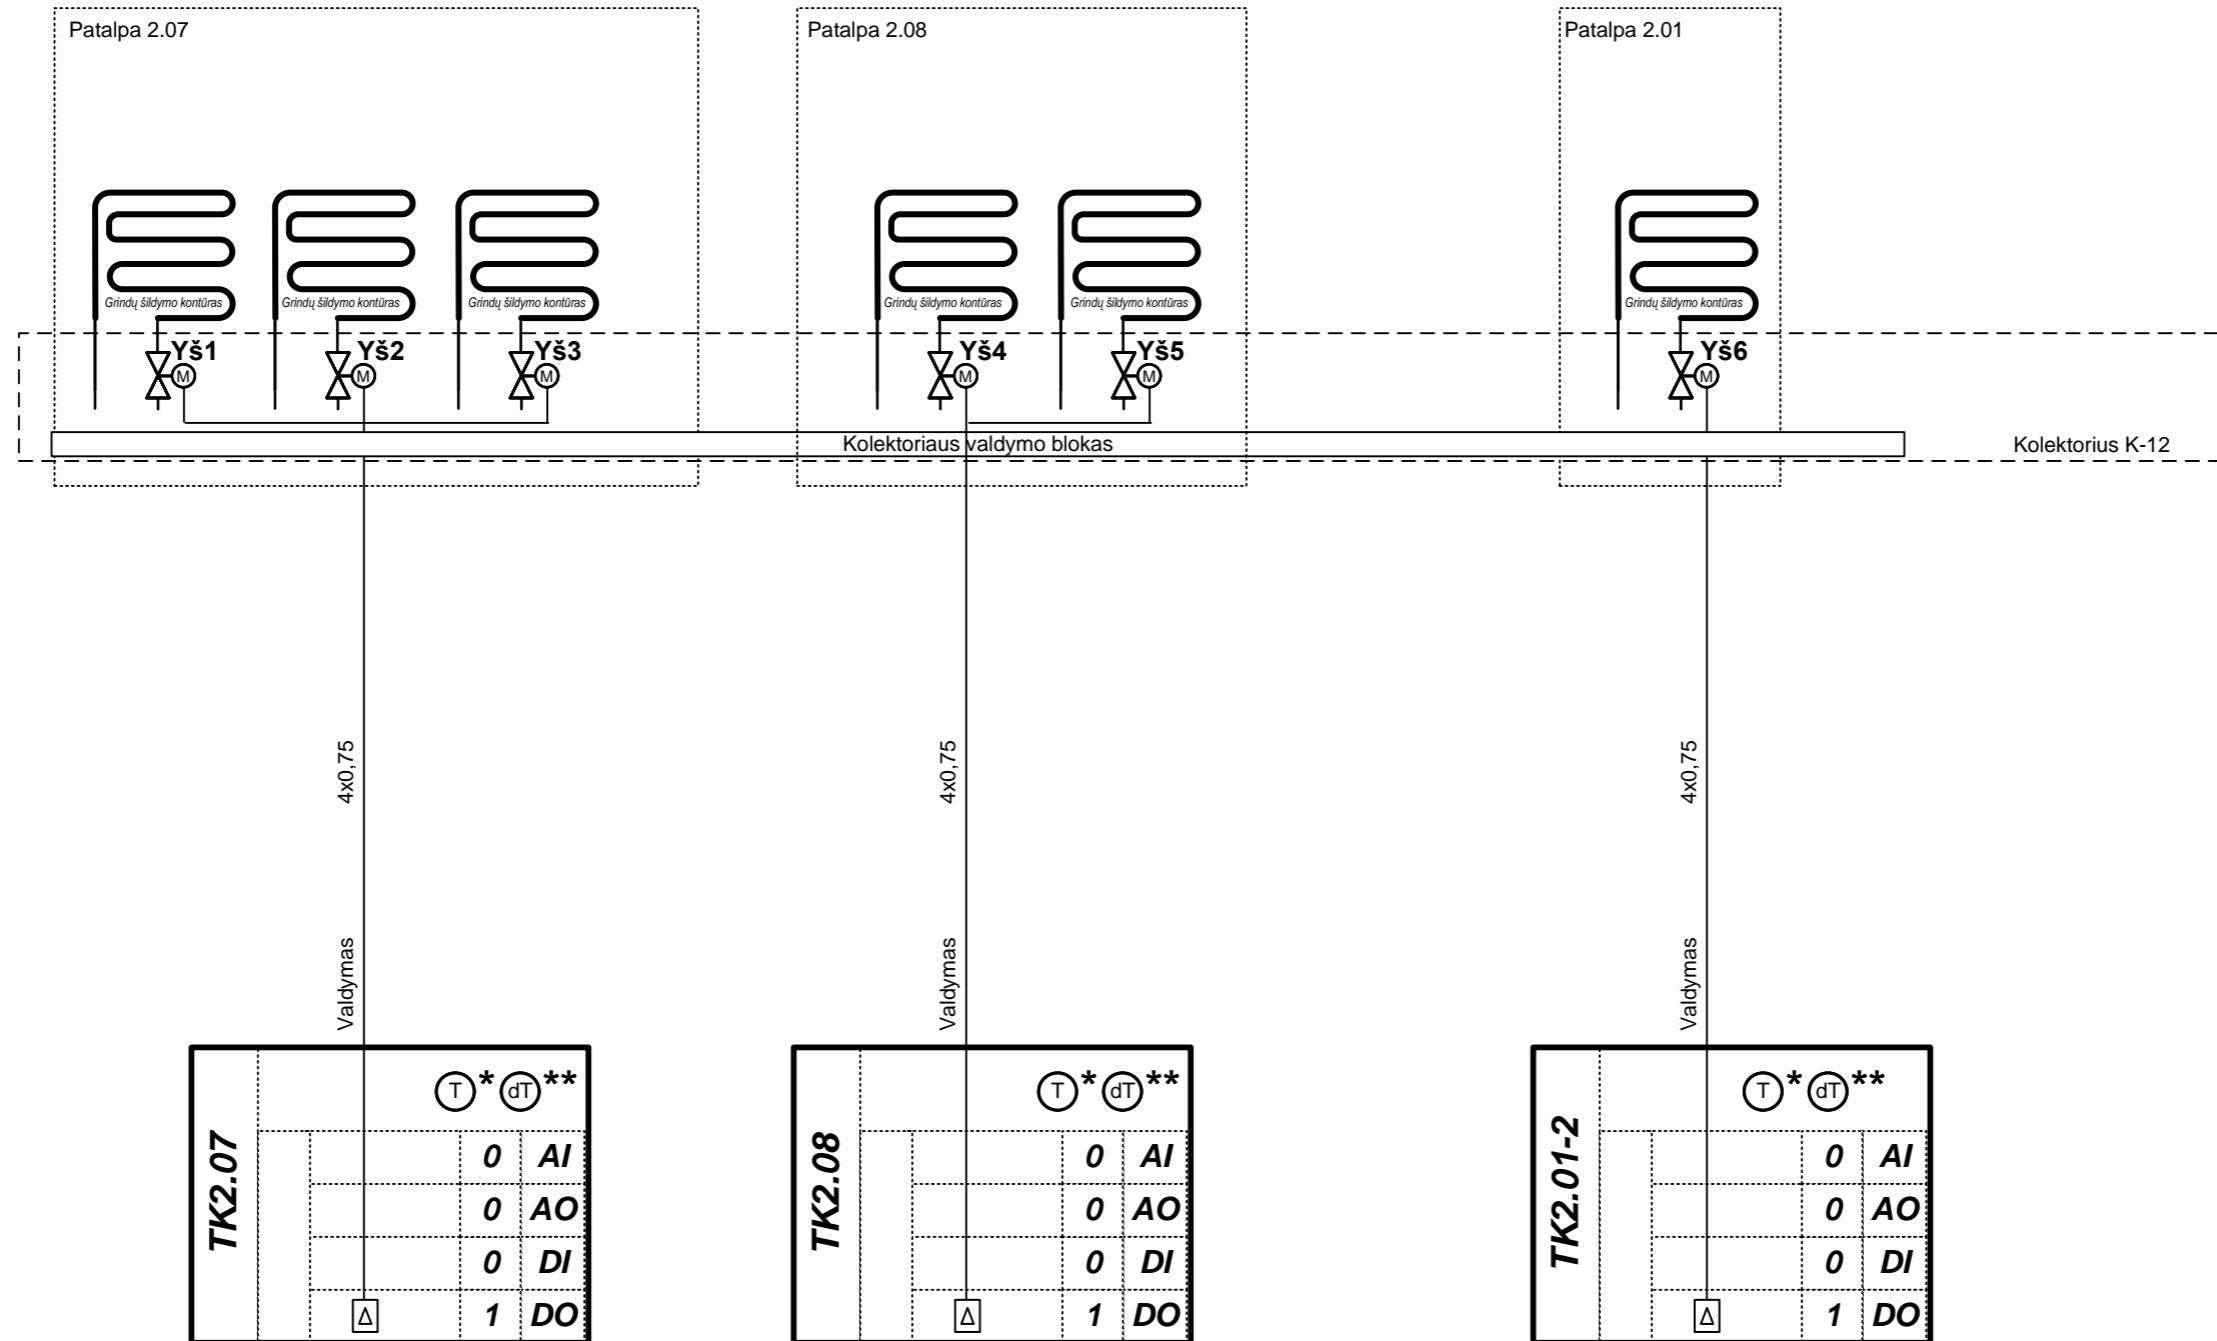 Patalpa 2.07
Patalpa 2.08
Patalpa 2.01
Grindų šildymo kontūras
Grindų šildymo kontūras
Grindų šildymo kontūras
Grindų šildymo kontūras
Grindų šildymo kontūras
Grindų šildymo kontūras
Yš1
Yš2
Yš3
Yš4
Yš5
Yš6
M
M
M
M
M
M
Kolektoriaus valdymo blokas
Kolektorius K-12
4x0,75
4x0,75
4x0,75
Valdymas
Valdymas
Valdymas
TK2.07
T * dT **
0 AI
0 AO
0 DI
Δ 1 DO
TK2.08
T * dT **
0 AI
0 AO
0 DI
Δ 1 DO
TK2.01-2
T * dT **
0 AI
0 AO
0 DI
Δ 1 DO